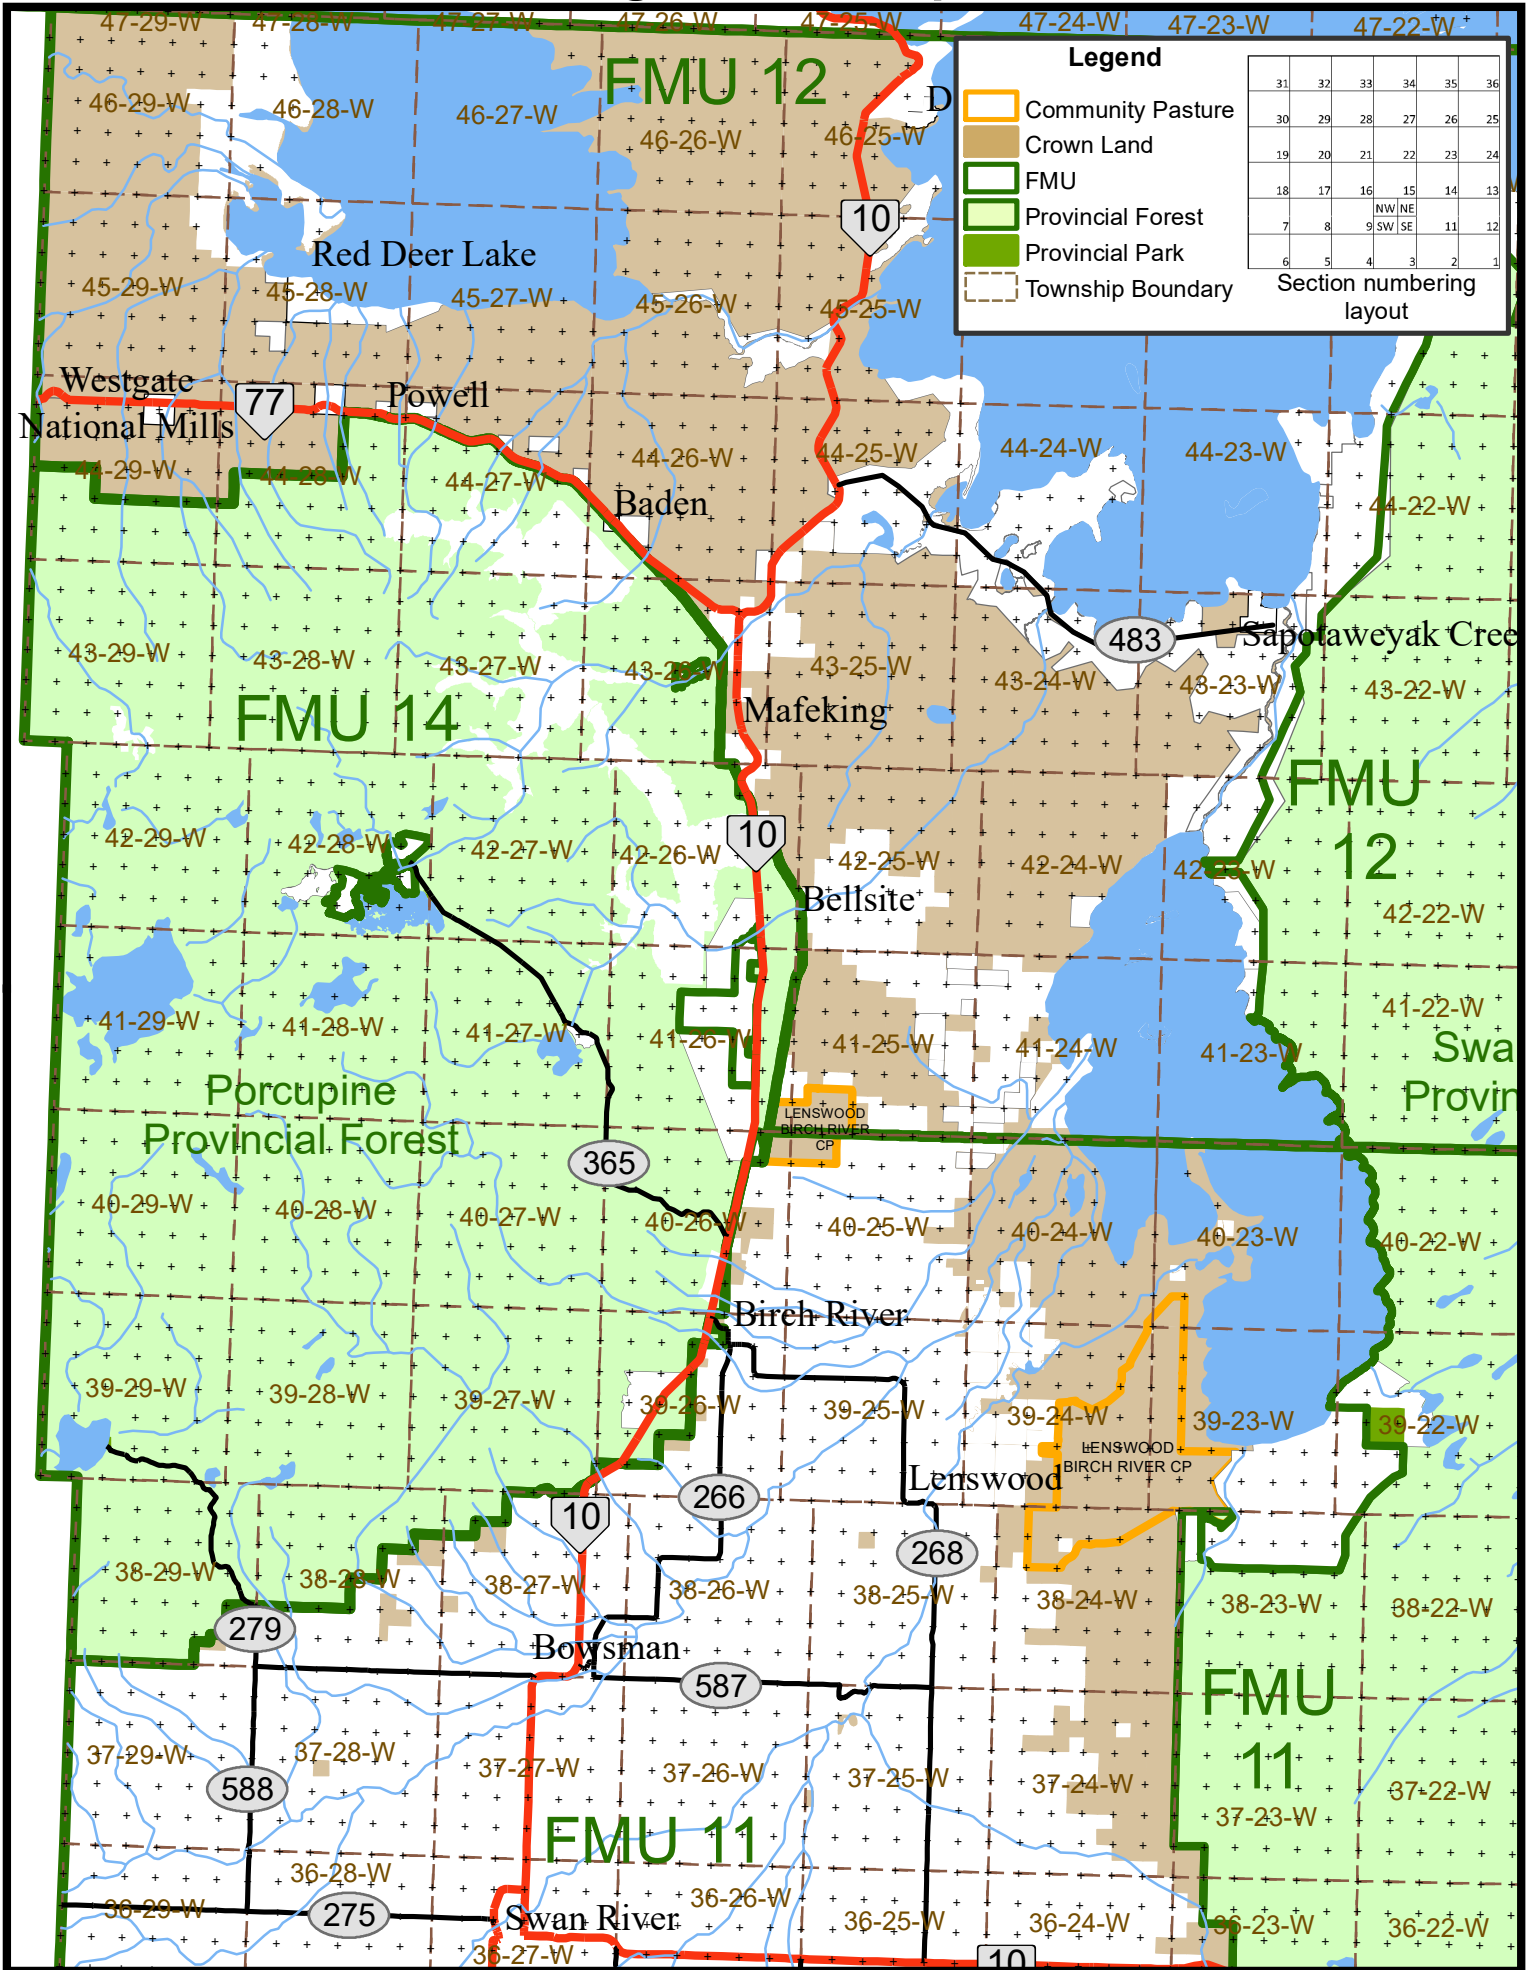 47-29-W
47-28-W
47-27-W
47-26-W
47-25-W
47-24-W
47-23-W
47-22-W
Legend
Community Pasture
Crown Land
FMU
Provincial Forest
Provincial Park
Township Boundary
31 32 33 34 35 36
30 29 28 27 26 25
19 20 21 22 23 24
18 17 16 15 14 13
NW NE
7 8 9 SW SE 11 12
6 5 4 3 2 1
Section numbering
layout
FMU 12
46-29-W
46-28-W
46-27-W
46-26-W
46-25-W
D
10
Red Deer Lake
45-29-W
45-28-W
45-27-W
45-26-W
45-25-W
Westgate
77
Powell
National Mills
44-29-W
44-28-W
44-27-W
44-26-W
44-25-W
44-24-W
44-23-W
44-22-W
Baden
483
Sapotaweyak Cree
43-29-W
43-28-W
43-27-W
43-26-W
43-25-W
43-24-W
43-23-W
43-22-W
FMU 14
Mafeking
FMU
12
10
42-29-W
42-28-W
42-27-W
42-26-W
42-25-W
42-24-W
42-23-W
42-22-W
Bellsite
41-29-W
41-28-W
41-27-W
41-26-W
41-25-W
41-24-W
41-23-W
41-22-W
Swa
Provin
Porcupine
Provincial Forest
LENSWOOD
BIRCH RIVER
CP
365
40-29-W
40-28-W
40-27-W
40-26-W
40-25-W
40-24-W
40-23-W
40-22-W
Birch River
39-29-W
39-28-W
39-27-W
39-26-W
39-25-W
39-24-W
39-23-W
39-22-W
LENSWOOD
BIRCH RIVER CP
Lenswood
266
10
268
38-29-W
38-28-W
38-27-W
38-26-W
38-25-W
38-24-W
38-23-W
38-22-W
279
Bowsman
587
FMU
11
37-29-W
37-28-W
37-27-W
37-26-W
37-25-W
37-24-W
37-23-W
37-22-W
588
FMU 11
36-29-W
36-28-W
36-27-W
36-26-W
36-25-W
36-24-W
36-23-W
36-22-W
275
Swan River
10